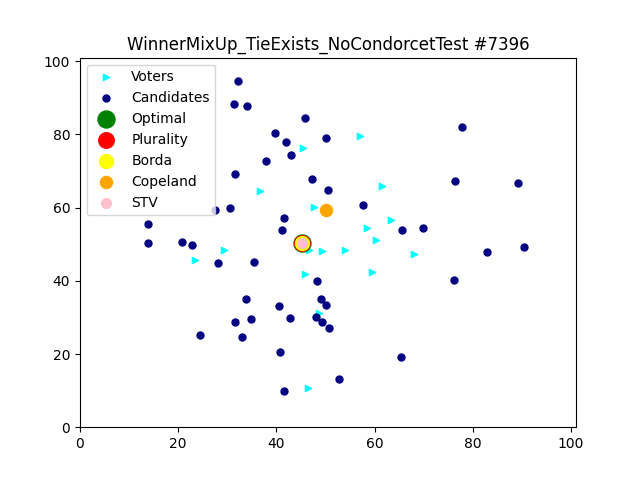 WinnerMixUp_TieExists_NoCondorcetTest #7396
Voters
Candidates
Optimal
Plurality
Borda
Copeland
STV
100
80
60
40
20
0
0 20 40 60 80 100